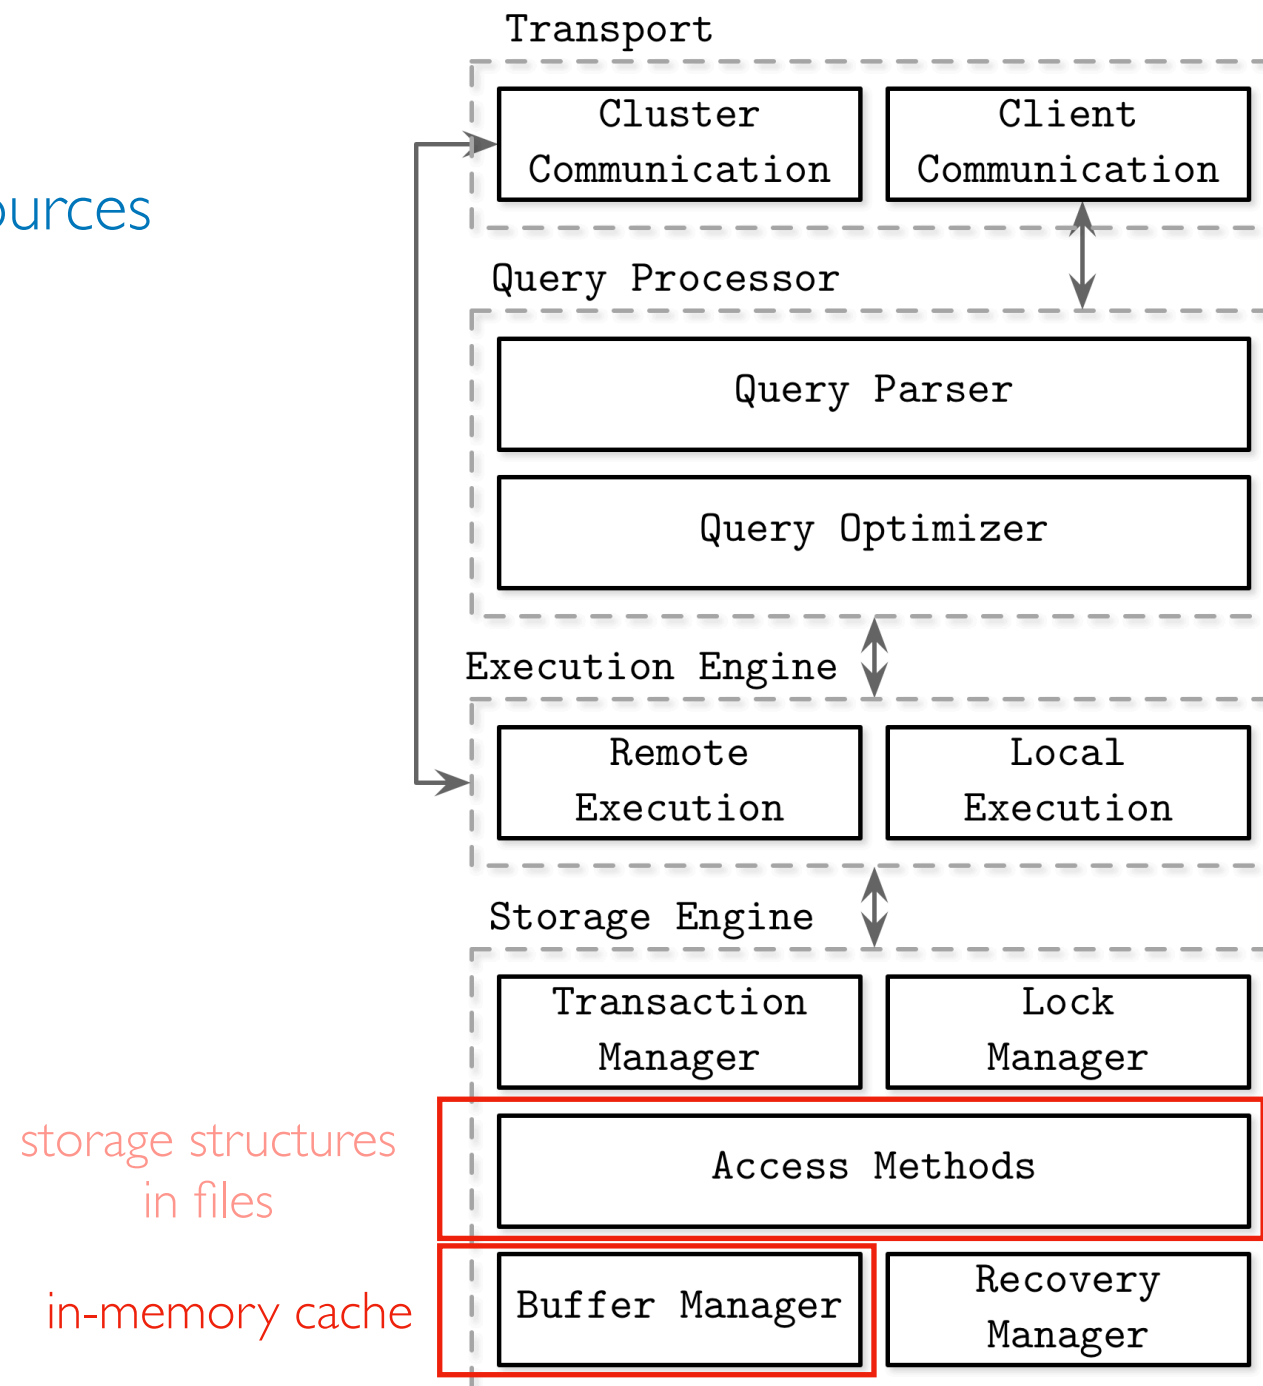 Transport
Cluster
Communication
Client
Communication
Query Processor
Query Parser
Query Optimizer
Execution Engine
Remote
Execution
Local
Execution
Storage Engine
Transaction
Manager
Lock
Manager
storage structures
in files
Access Methods
in-memory cache
Buffer Manager
Recovery
Manager